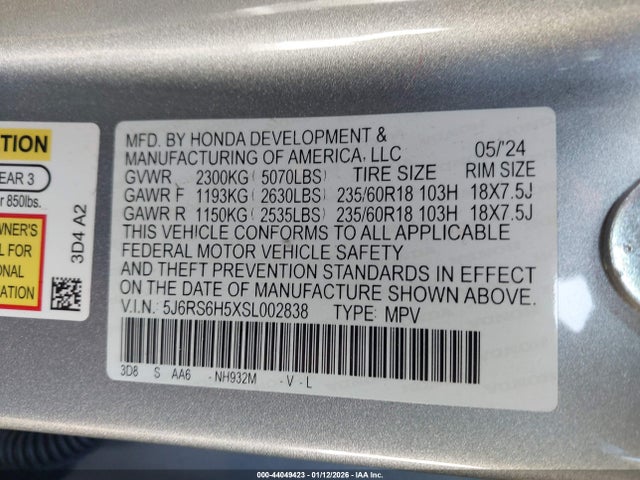 TION
EAR 3
850lbs.
OWNER'S
L FOR
ONAL
ATION
3D4 A2
MFD. BY HONDA DEVELOPMENT &
MANUFACTURING OF AMERICA, LLC 05/'24
GVWR 2300KG( 5070LBS) TIRE SIZE RIM SIZE
GAWR F 1193KG( 2630LBS) 235/60R18 103H 18X7.5J
GAWR R 1150KG( 2535LBS) 235/60R18 103H 18X7.5J
THIS VEHICLE CONFORMS TO ALL APPLICABLE
FEDERAL MOTOR VEHICLE SAFETY
AND THEFT PREVENTION STANDARDS IN EFFECT
ON THE DATE OF MANUFACTURE SHOWN ABOVE.
V.I.N.: 5J6RS6H5XSL002838 TYPE: MPV
3D8 S AA6 - NH932M - V - L
000-44049423 - 01/12/2026 - IAA Inc.